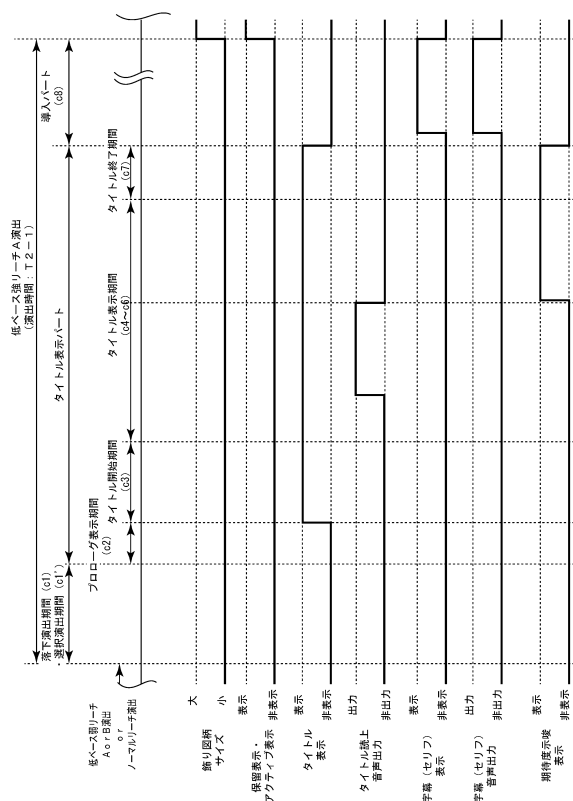 低ベース強リーチA演出
(演出時間:T2-1)
導入パート
(c8)
タイトル表示パート
タイトル終了期間
(c7)
タイトル表示期間
(c4~c6)
タイトル開始期間
(c3)
プロローグ表示期間
(c2)
落下演出期間(c1)
・選択演出期間(c1')
低ベース弱リーチ
AorB演出
or
ノーマルリーチ演出
飾り図柄
サイズ
大
小
保留表示・
アクティブ表示
表示
非表示
タイトル
表示
表示
非表示
タイトル読上
音声出力
出力
非出力
字幕(セリフ)
表示
表示
非表示
字幕(セリフ)
音声出力
出力
非出力
期待度示唆
表示
表示
非表示